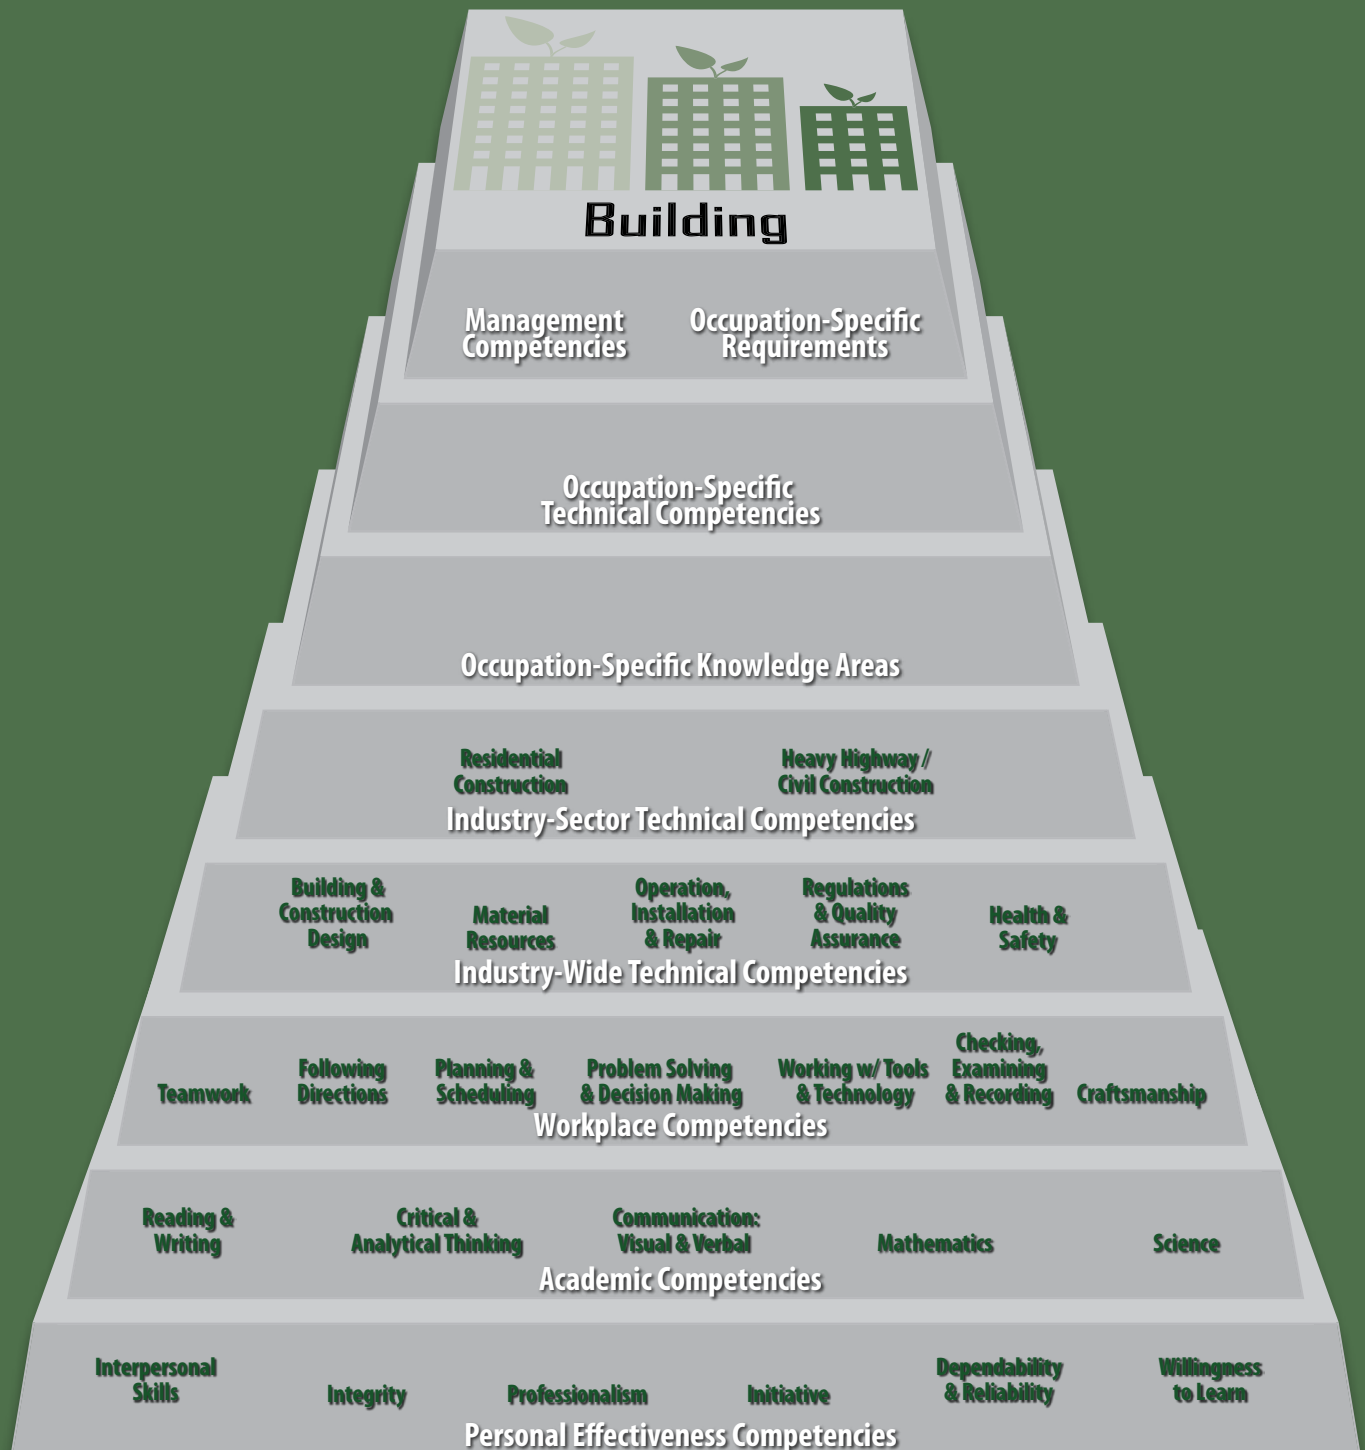 Building
Management
Competencies
Occupation-Specific
Requirements
Occupation-Specific
Technical Competencies
Occupation-Specific Knowledge Areas
Residential
Construction
Heavy Highway /
Civil Construction
Industry-Sector Technical Competencies
Building &
Construction
Design
Material
Resources
Operation,
Installation
& Repair
Regulations
& Quality
Assurance
Health &
Safety
Industry-Wide Technical Competencies
Teamwork
Following
Directions
Planning &
Scheduling
Problem Solving
& Decision Making
Working w/ Tools
& Technology
Checking,
Examining
& Recording
Craftsmanship
Workplace Competencies
Reading &
Writing
Critical &
Analytical Thinking
Communication:
Visual & Verbal
Mathematics
Science
Academic Competencies
Interpersonal
Skills
Integrity
Professionalism
Initiative
Dependability
& Reliability
Willingness
to Learn
Personal Effectiveness Competencies